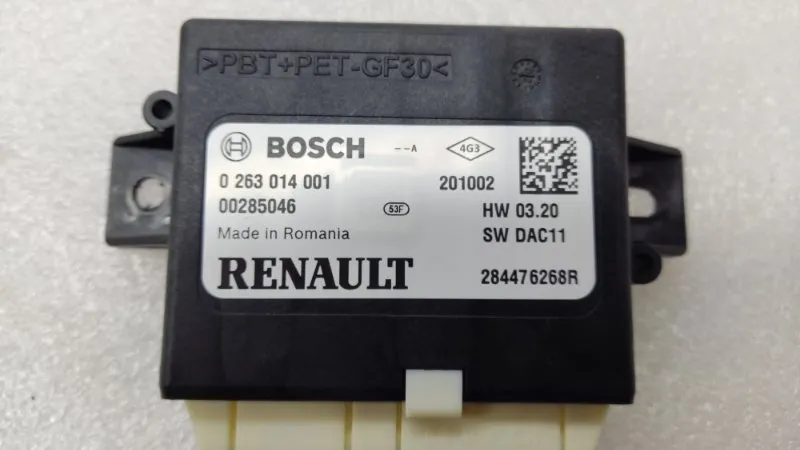 >PBT+PET-GF30<
BOSCH --A 4G3
0 263 014 001 201002
00285046 53F HW 03.20
Made in Romania SW DAC11
RENAULT 284476268R